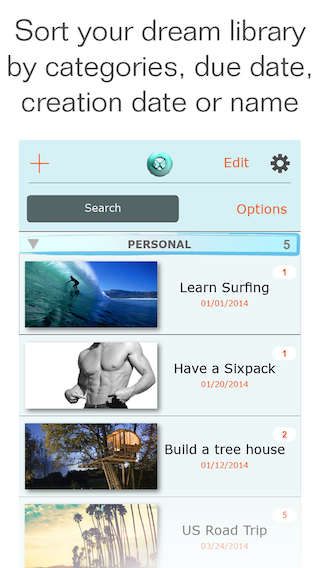 Sort your dream library
by categories, due date,
creation date or name
Edit
Search
Options
PERSONAL 5
1
Learn Surfing
01/01/2014
1
Have a Sixpack
01/20/2014
2
Build a tree house
01/12/2014
5
US Road Trip
03/24/2014